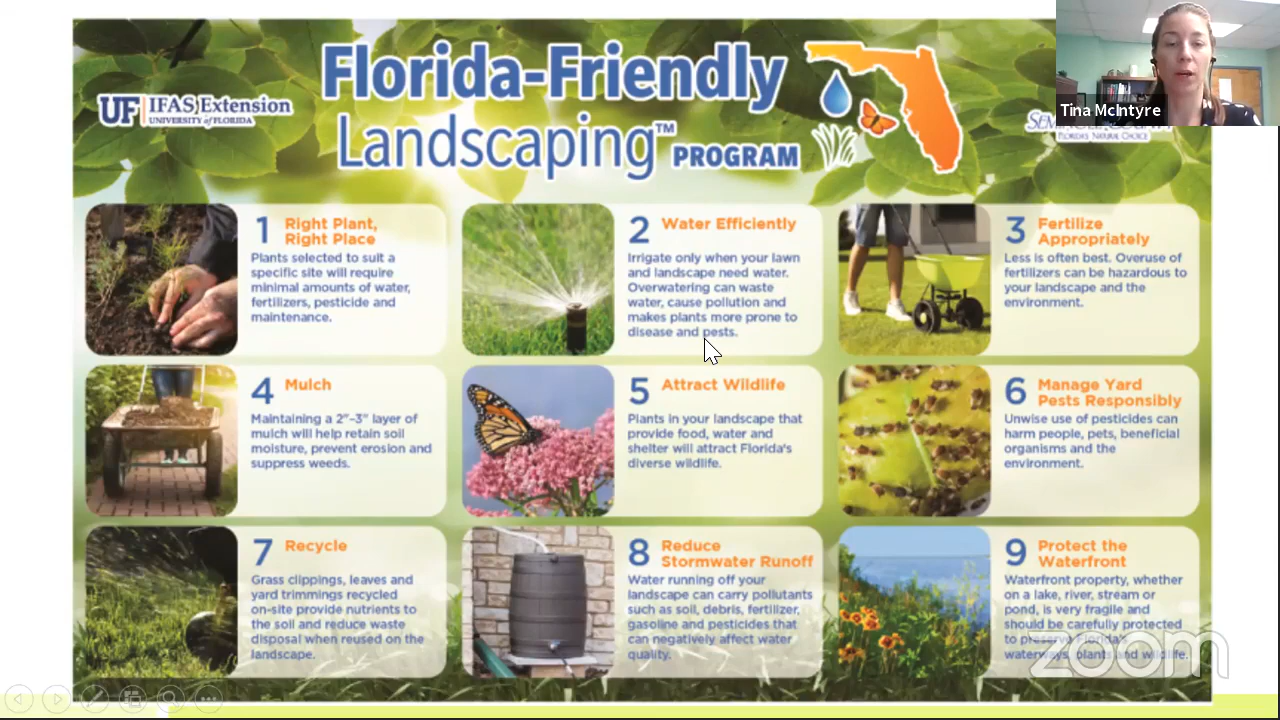 Florida-Friendly
Landscaping™ PROGRAM
UF IFAS Extension
UNIVERSITY of FLORIDA
Tina McIntyre
FLORIDA'S NATURAL CHOICE
1 Right Plant,
Right Place
Plants selected to suit a
specific site will require
minimal amounts of water,
fertilizers, pesticide and
maintenance.
2 Water Efficiently
Irrigate only when your lawn
and landscape need water.
Overwatering can waste
water, cause pollution and
makes plants more prone to
disease and pests.
3 Fertilize
Appropriately
Less is often best. Overuse of
fertilizers can be hazardous to
your landscape and the
environment.
4 Mulch
Maintaining a 2"–3" layer of
mulch will help retain soil
moisture, prevent erosion and
suppress weeds.
5 Attract Wildlife
Plants in your landscape that
provide food, water and
shelter will attract Florida's
diverse wildlife.
6 Manage Yard
Pests Responsibly
Unwise use of pesticides can
harm people, pets, beneficial
organisms and the
environment.
7 Recycle
Grass clippings, leaves and
yard trimmings recycled
on-site provide nutrients to
the soil and reduce waste
disposal when reused on the
landscape.
8 Reduce
Stormwater Runoff
Water running off your
landscape can carry pollutants
such as soil, debris, fertilizer,
gasoline and pesticides that
can negatively affect water
quality.
9 Protect the
Waterfront
Waterfront property, whether
on a lake, river, stream or
pond, is very fragile and
should be carefully protected
to preserve Florida's
waterways, plants and wildlife.
zoom